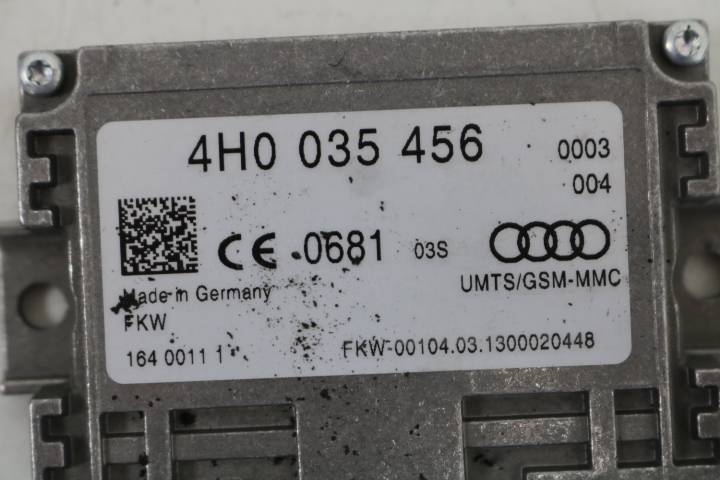 4H0 035 456
0003
004
CE 0681 03S
UMTS/GSM-MMC
Made in Germany
FKW
164 0011 1
FKW-00104.03.1300020448